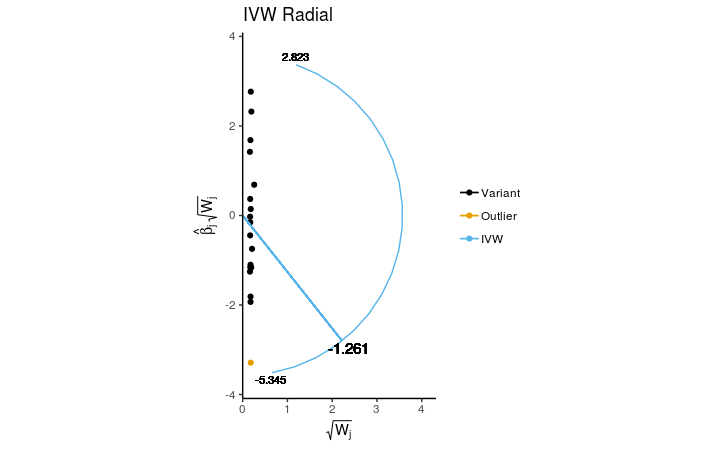 IVW Radial
4
2
0
-2
-4
β̂j√Wj
2.823
-1.261
-5.345
0
1
2
3
4
√Wj
Variant
Outlier
IVW